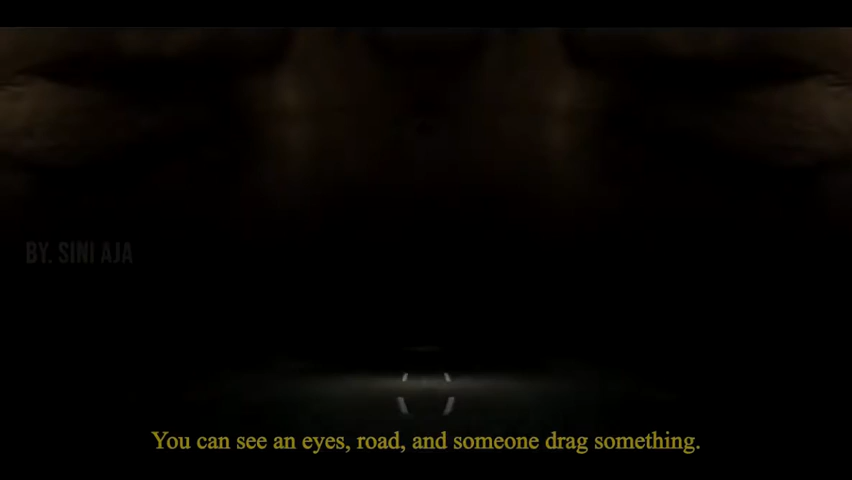 BY. SINI AJA
You can see an eyes, road, and someone drag something.